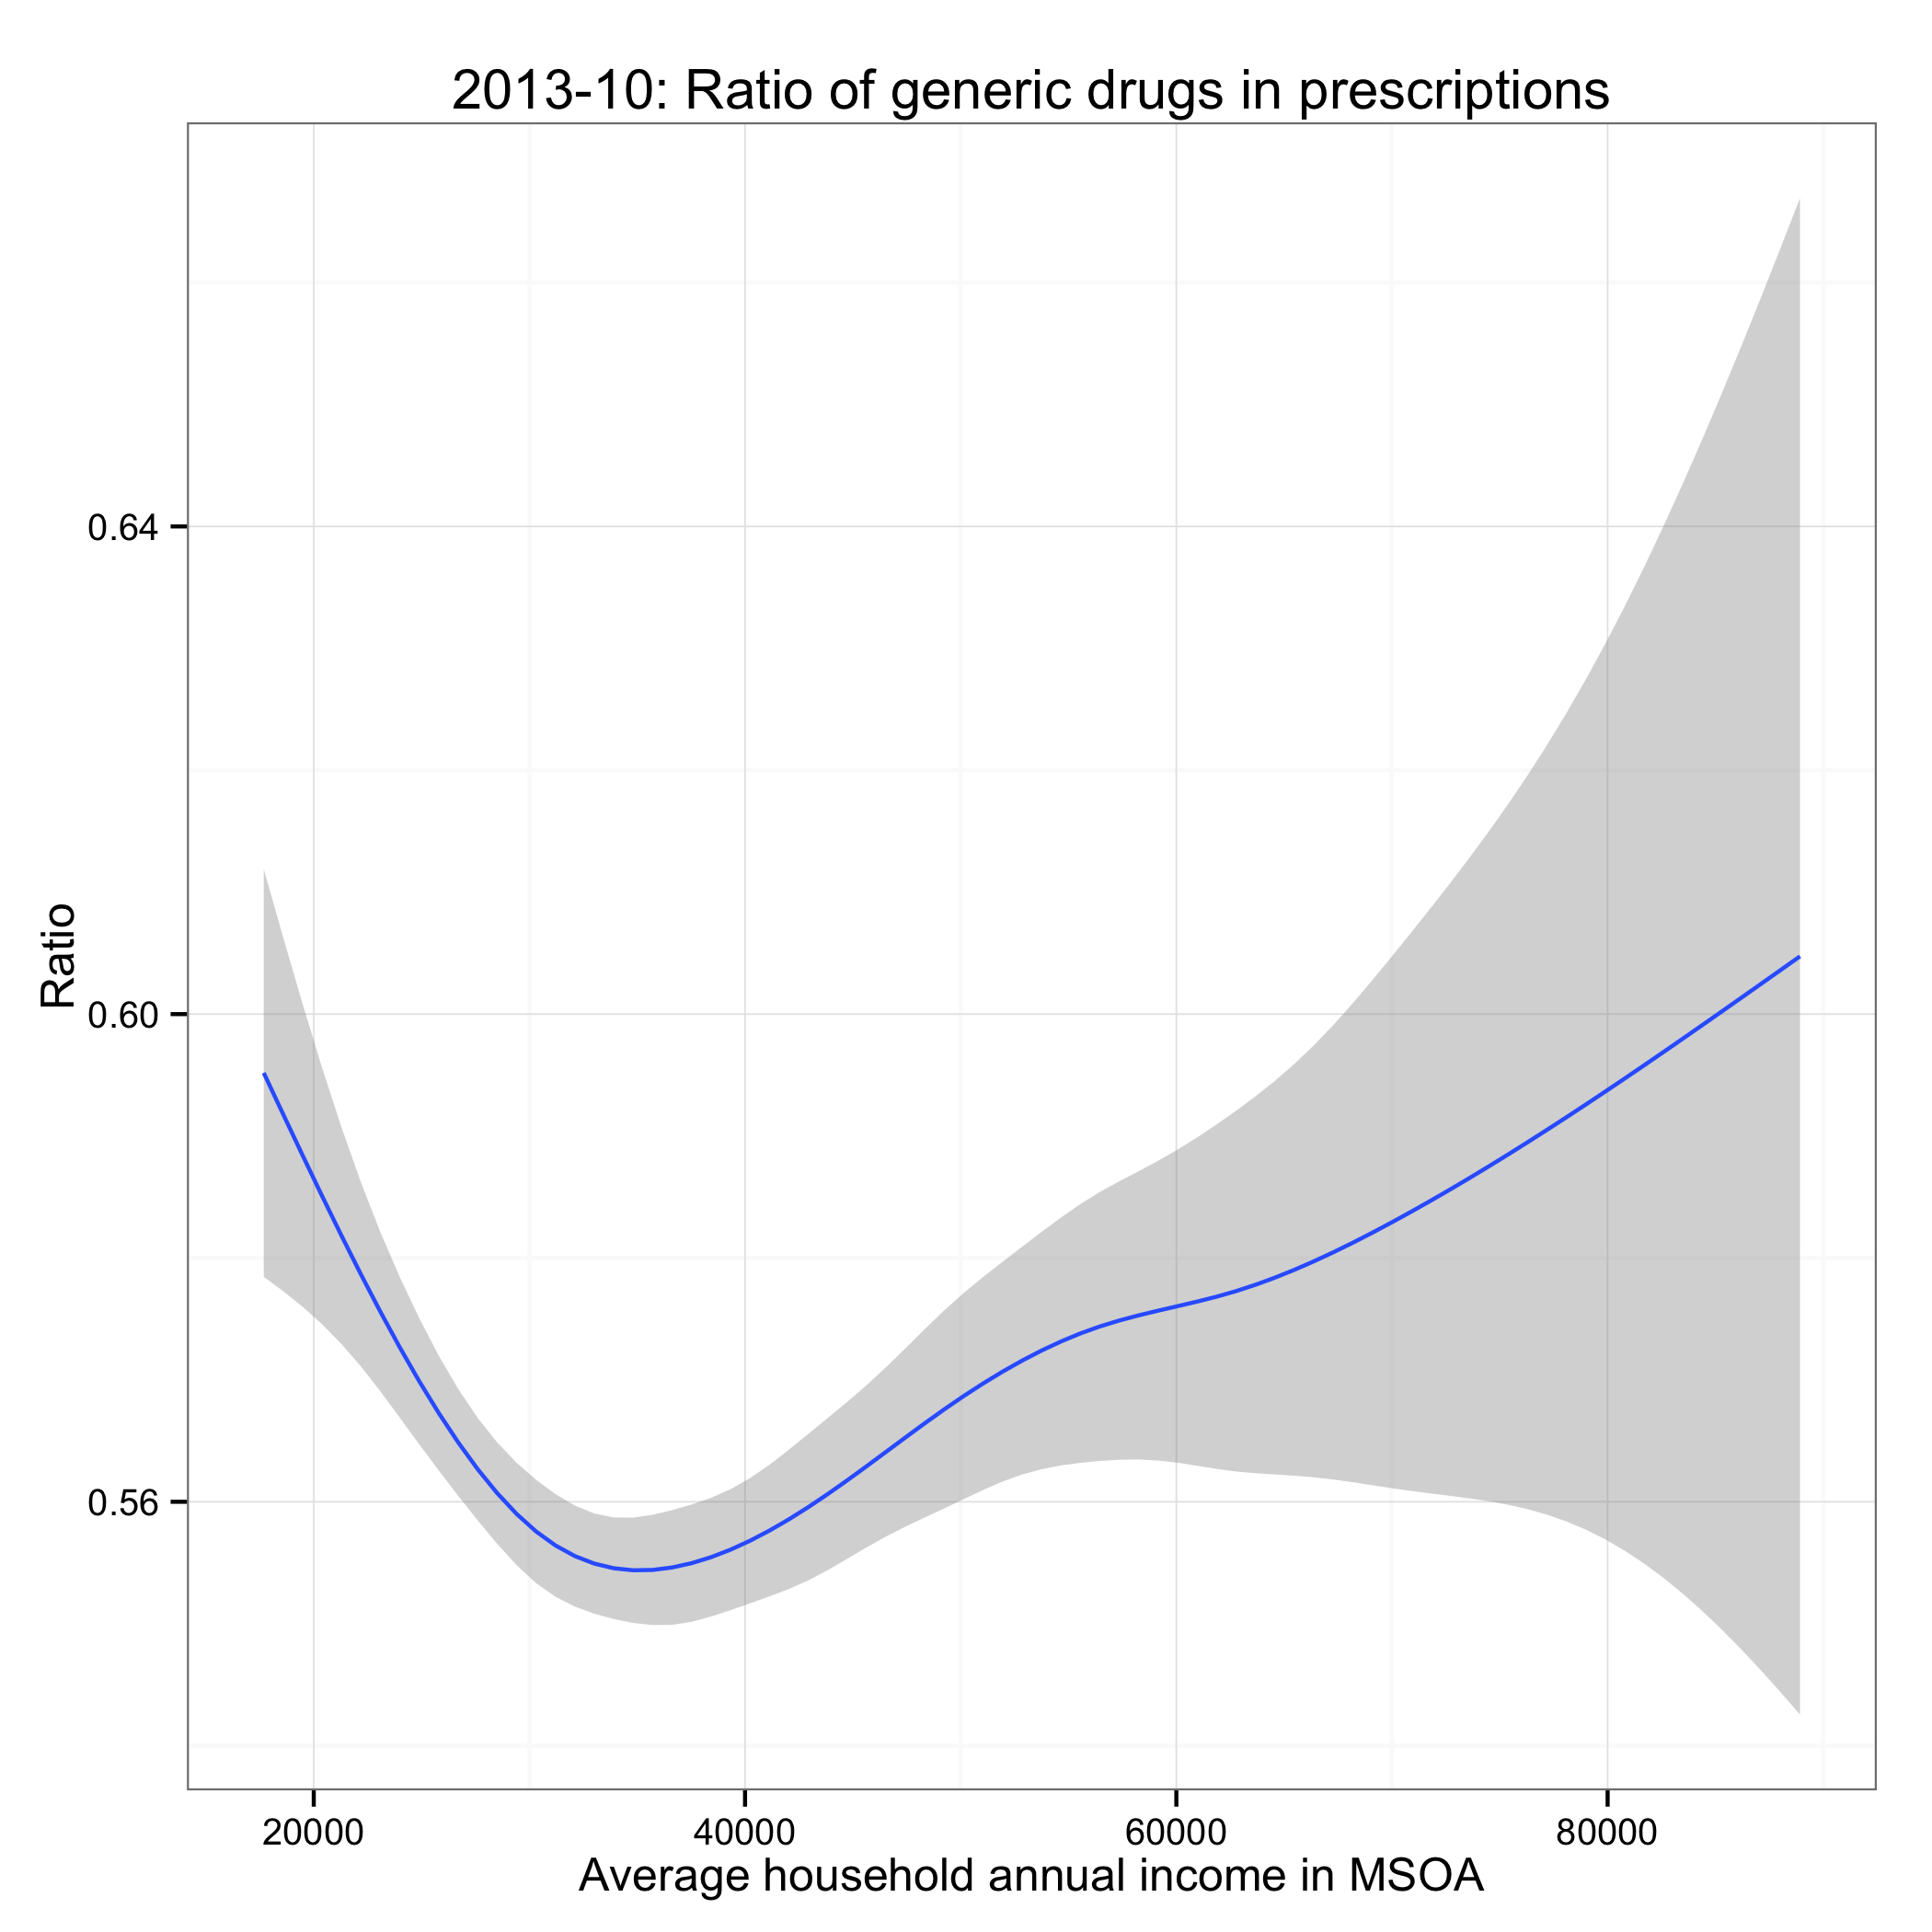 2013-10: Ratio of generic drugs in prescriptions
Ratio
0.64
0.60
0.56
20000 40000 60000 80000
Average household annual income in MSOA